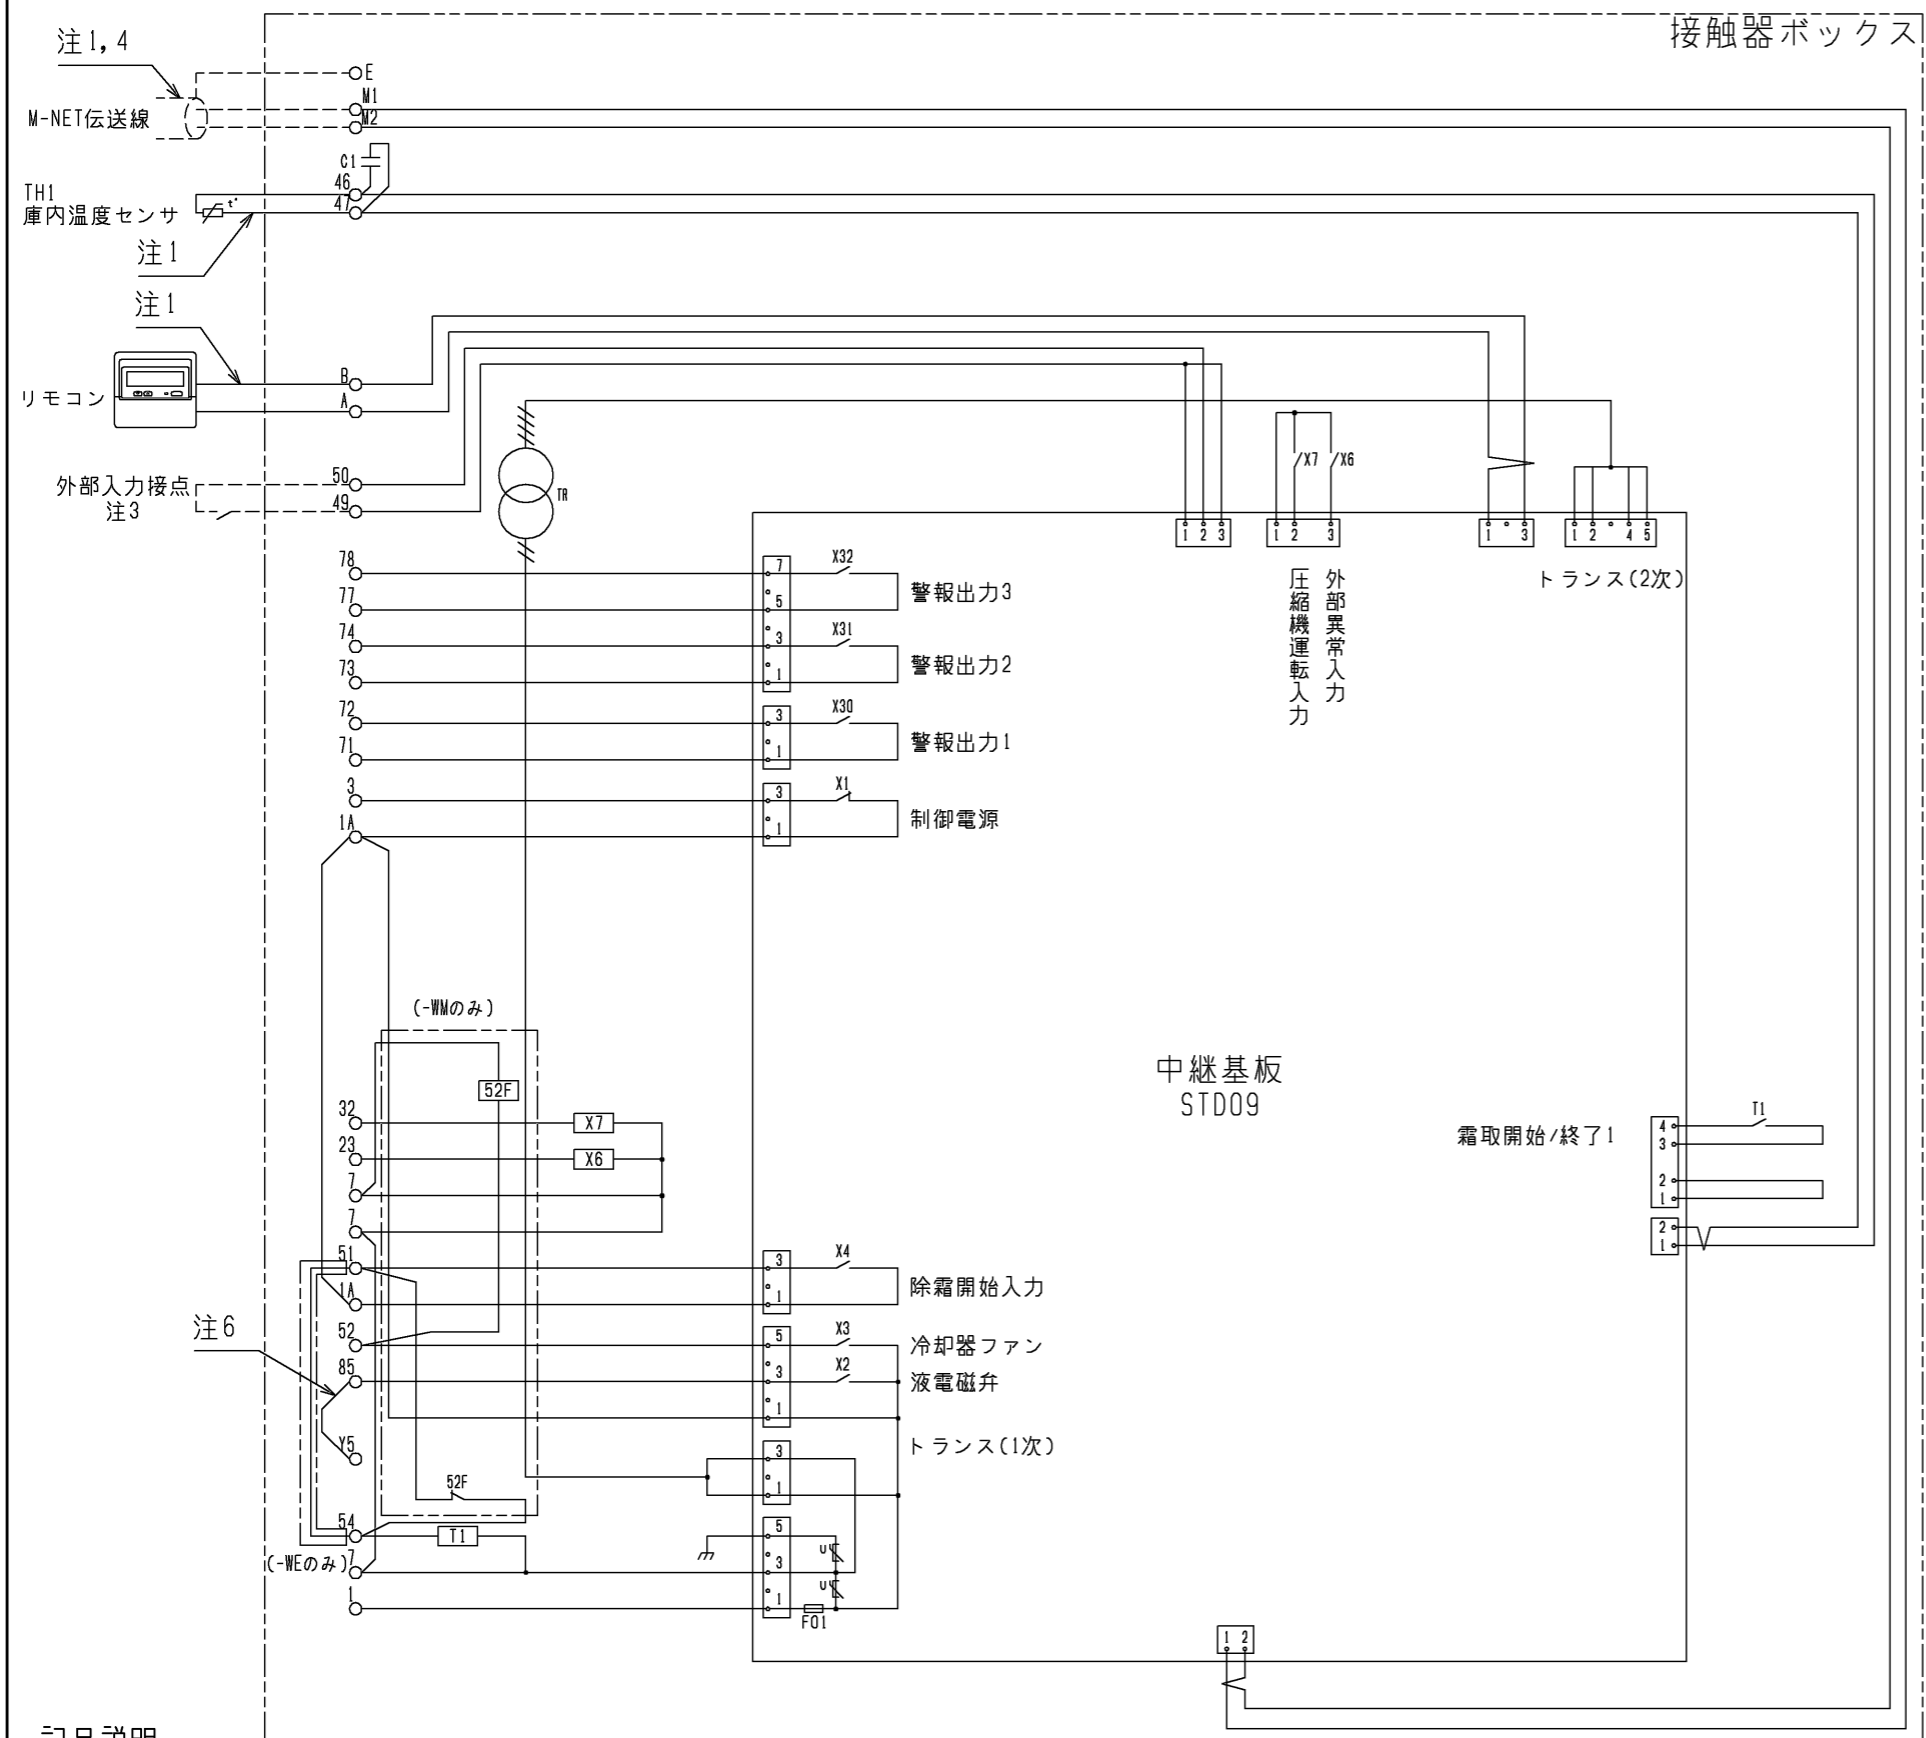 接触器ボックス
注1,4
E
M1
M-NET伝送線
M2
C1
46
TH1
庫内温度センサ
t°
47
注1
注1
B
リモコン
A
X7
X6
外部入力接点
50
TR
注3
49
1 2 3
1 2 3
1 3
1 2 4 5
圧縮機運転入力
外部異常入力
トランス(2次)
78
7
X32
警報出力3
77
5
74
3
X31
警報出力2
73
1
72
3
X30
警報出力1
71
1
3
3
X1
制御電源
1A
1
(-WMのみ)
中継基板
STD09
52F
32
X7
23
X6
7
7
霜取開始/終了1
4
T1
3
2
1
2
1
51
3
X4
除霜開始入力
1A
1
注6
52
5
X3
冷却器ファン
85
3
X2
液電磁弁
1
トランス(1次)
Y5
3
1
52F
54
T1
5
U
(-WEのみ)
7
3
U
1
1
F01
1 2